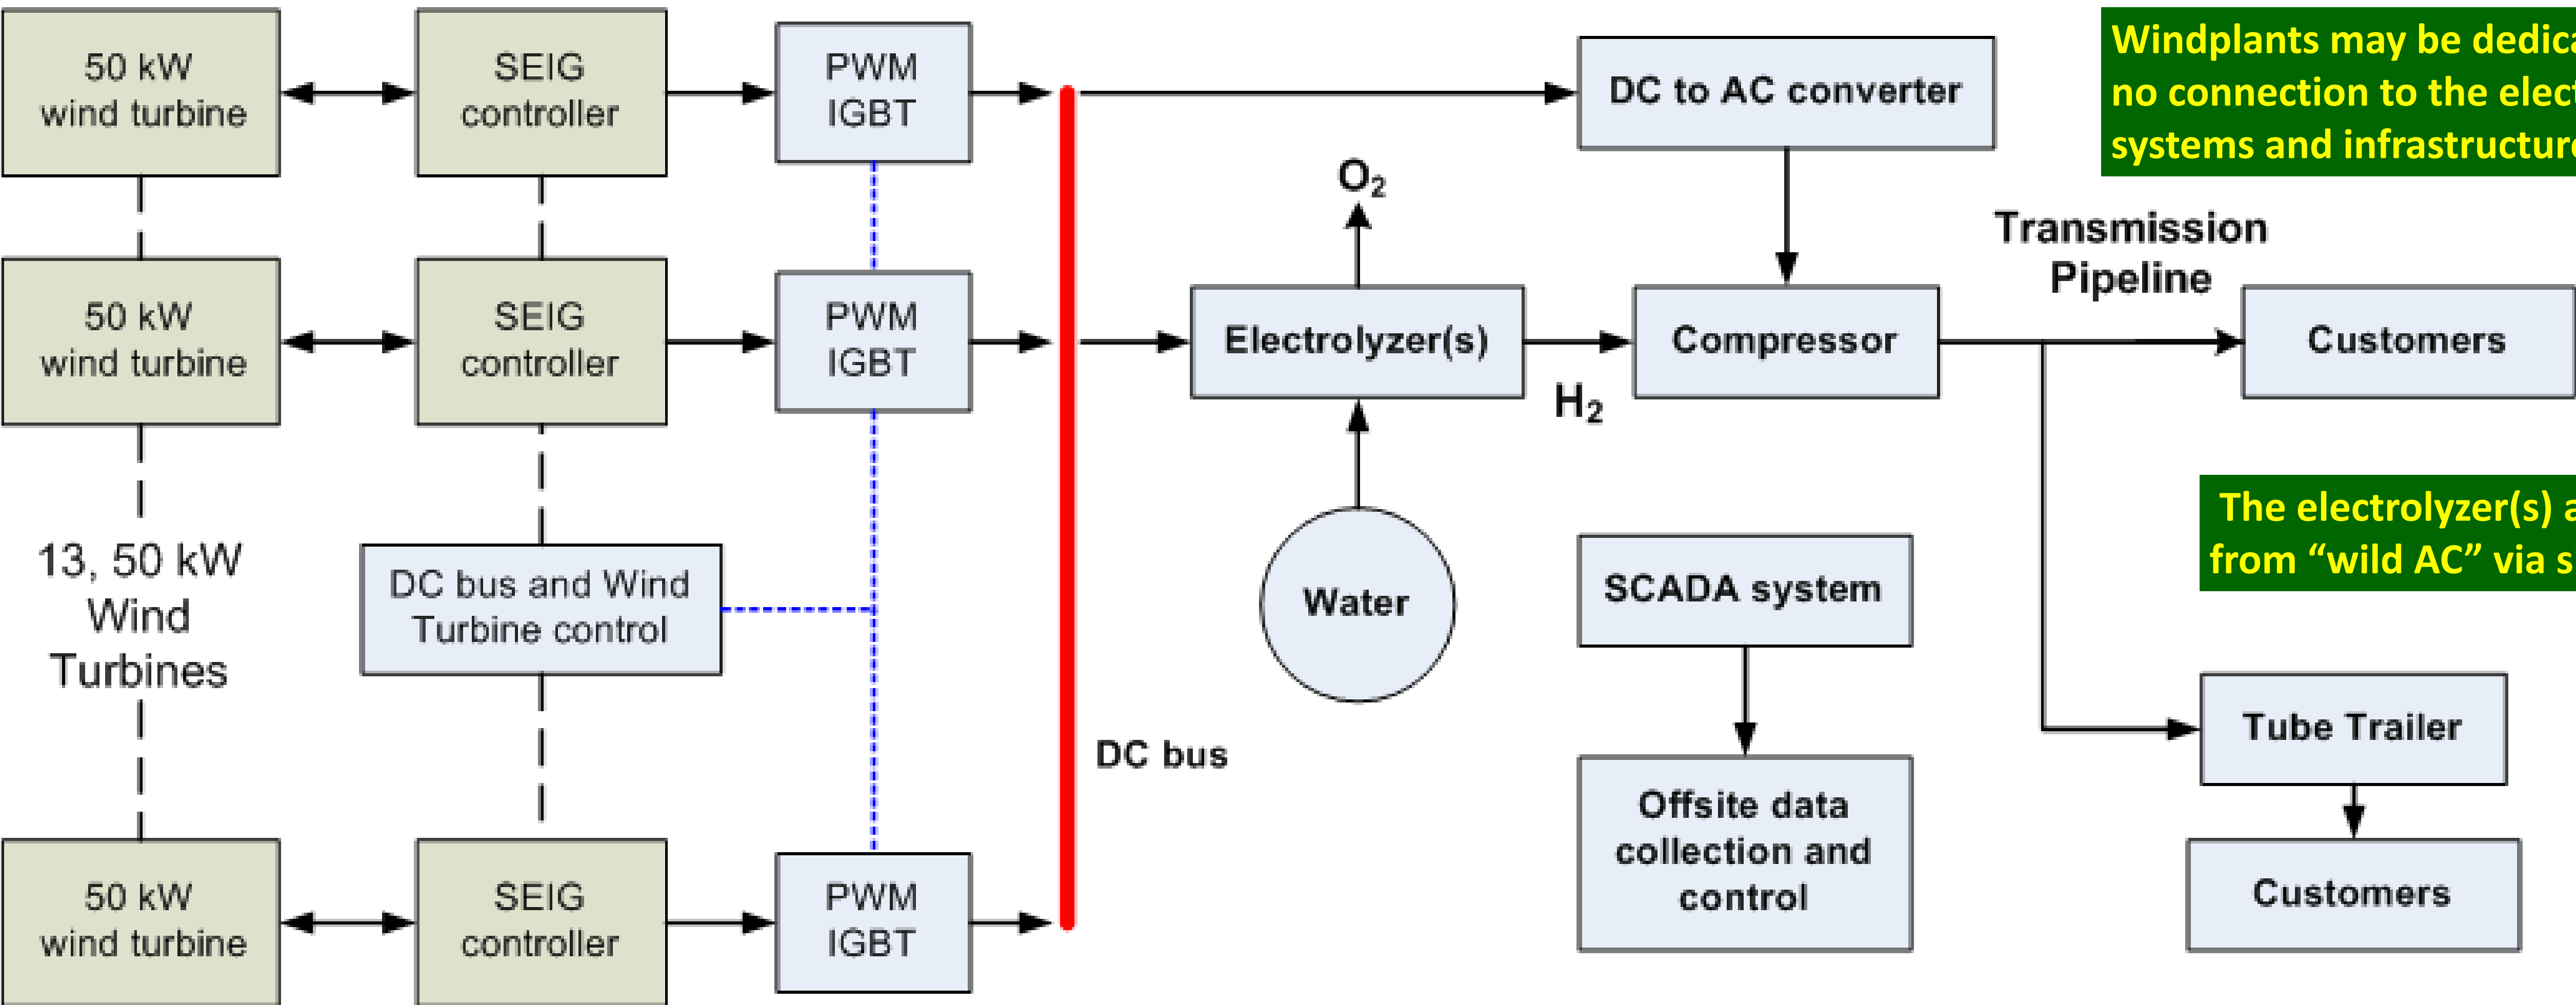 50 kW
wind turbine
SEIG
controller
PWM
IGBT
DC to AC converter
Windplants may be dedica
no connection to the elect
systems and infrastructure
O₂
Transmission
Pipeline
50 kW
wind turbine
SEIG
controller
PWM
IGBT
Electrolyzer(s)
H₂
Compressor
Customers
13, 50 kW
Wind
Turbines
DC bus and Wind
Turbine control
Water
SCADA system
The electrolyzer(s) a
from “wild AC” via s
DC bus
Offsite data
collection and
control
Tube Trailer
Customers
50 kW
wind turbine
SEIG
controller
PWM
IGBT